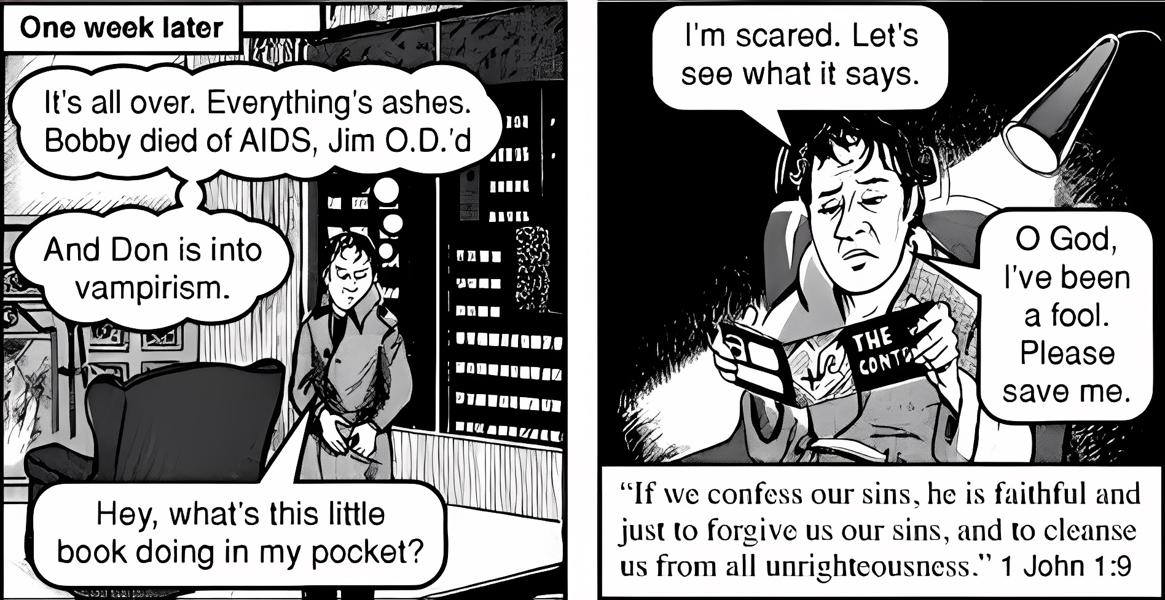 One week later
It's all over. Everything's ashes.
Bobby died of AIDS, Jim O.D.'d
And Don is into
vampirism.
Hey, what's this little
book doing in my pocket?
I'm scared. Let's
see what it says.
THE
CONT
O God,
I've been
a fool.
Please
save me.
“If we confess our sins, he is faithful and
just to forgive us our sins, and to cleanse
us from all unrighteousness.” 1 John 1:9